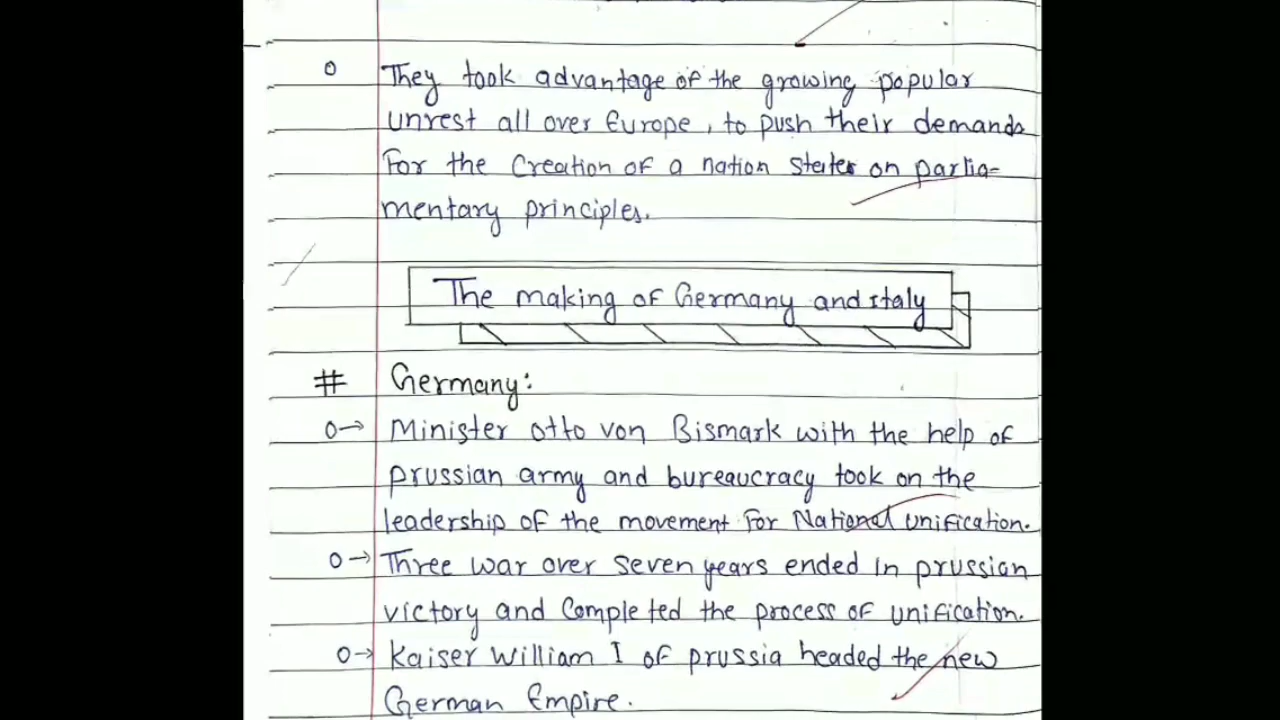 They took advantage of the growing popular
unrest all over Europe, to push their demands
For the creation of a nation states on parlia-
mentary principles.
The making of Germany and Italy
# Germany:
Minister otto von Bismark with the help of
prussian army and bureaucracy took on the
leadership of the movement for National unification.
Three war over seven years ended in prussian
victory and completed the process of unification.
Kaiser William I of prussia headed the new
German Empire.